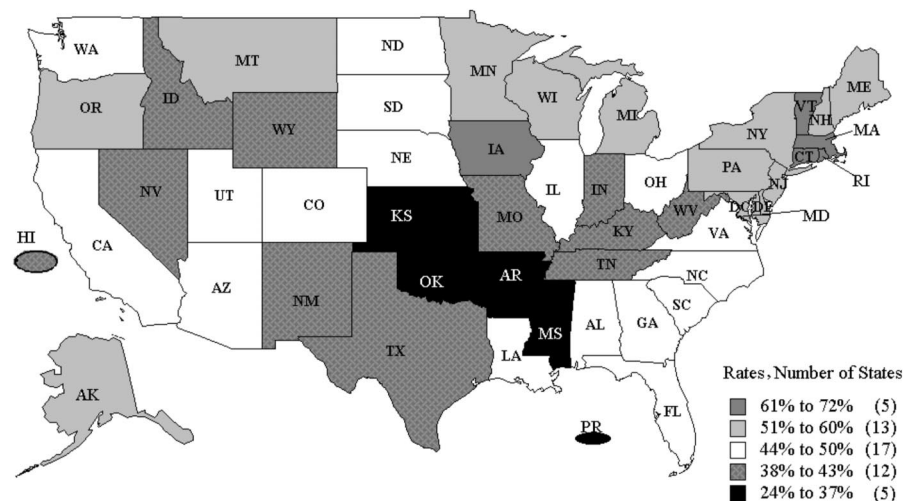 WA
MT
ND
MN
ME
OR
ID
SD
WI
MI
VT
NH
MA
WY
NY
NE
IA
PA
CT
RI
NV
UT
CO
IL
IN
OH
NJ
DC
DE
MD
HI
CA
KS
MO
KY
WV
VA
AZ
NM
OK
AR
TN
NC
SC
TX
LA
MS
AL
GA
AK
FL
PR
Rates, Number of States
61% to 72% (5)
51% to 60% (13)
44% to 50% (17)
38% to 43% (12)
24% to 37% (5)